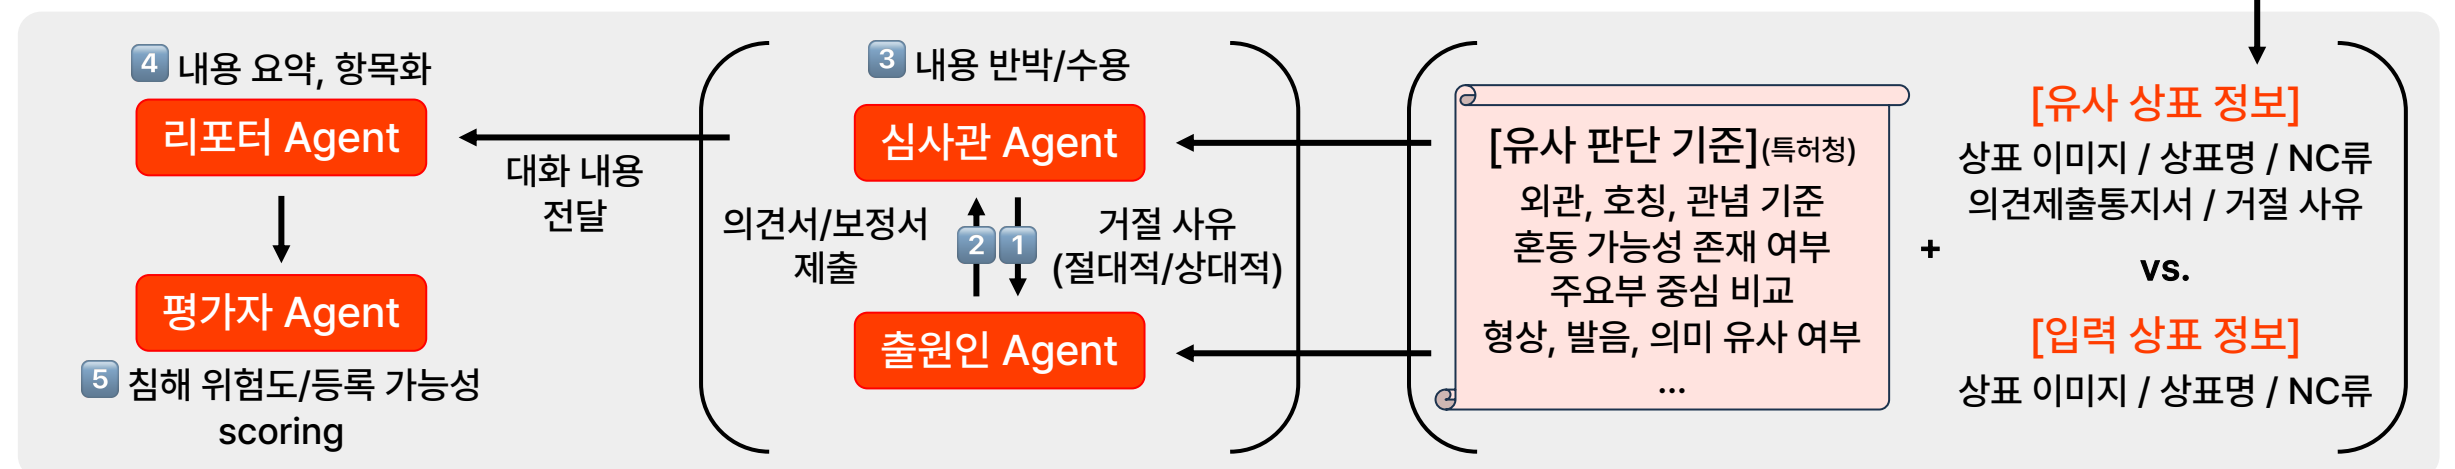 4 내용 요약, 항목화
리포터 Agent
평가자 Agent
5 침해 위험도/등록 가능성
scoring
대화 내용
전달
3 내용 반박/수용
심사관 Agent
의견서/보정서
제출
2 1
거절 사유
(절대적/상대적)
출원인 Agent
[유사 판단 기준](특허청)
외관, 호칭, 관념 기준
혼동 가능성 존재 여부
주요부 중심 비교
형상, 발음, 의미 유사 여부
...
+
[유사 상표 정보]
상표 이미지 / 상표명 / NC류
의견제출통지서 / 거절 사유
vs.
[입력 상표 정보]
상표 이미지 / 상표명 / NC류